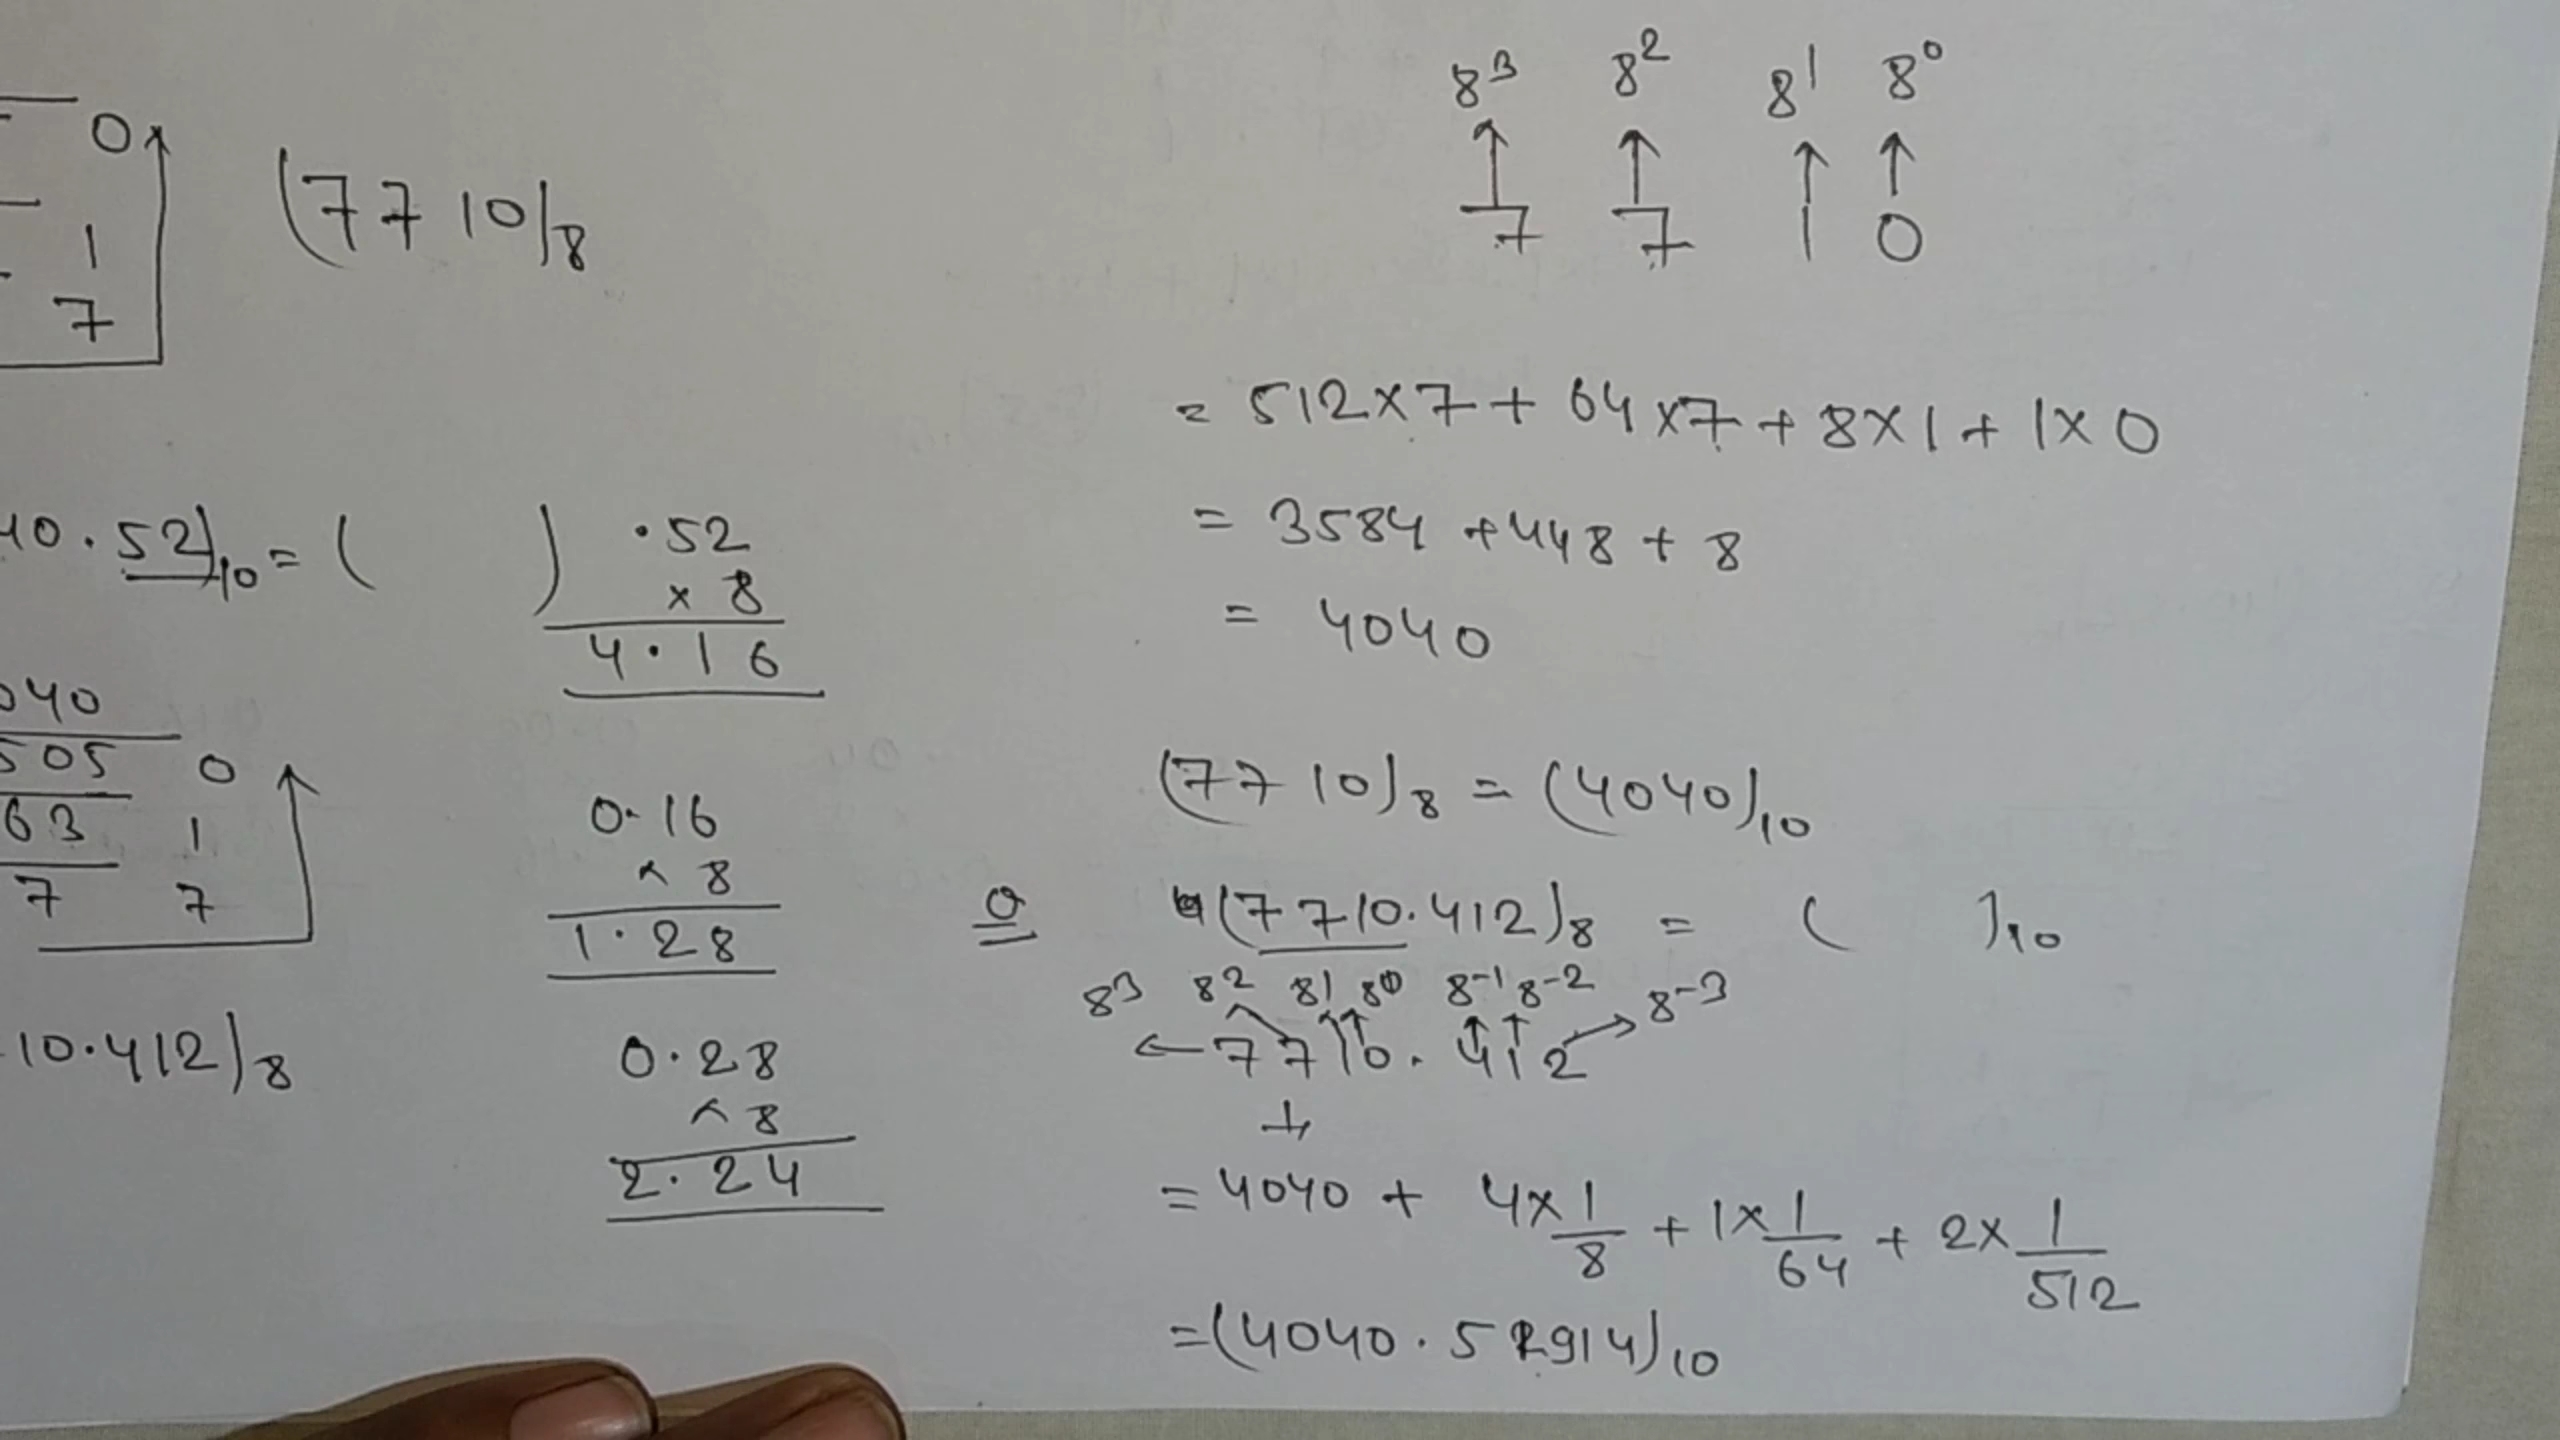 0
1
7
(7710)8
40.52)10 = ( )
040
505 0
63 1
7 7
10.412)8
.52
× 8
4.16
0.16
× 8
1.28
0.28
× 8
2.24
8³ 8² 8¹ 8⁰
7 7 1 0
= 512×7 + 64×7 + 8×1 + 1×0
= 3584 + 448 + 8
= 4040
(7710)8 = (4040)10
Q (7710.412)8 = ( )10
8³ 8² 8¹ 8⁰ 8⁻¹ 8⁻² 8⁻³
7710.412
= 4040 + 4×1/8 + 1×1/64 + 2×1/512
= (4040.5 914)10